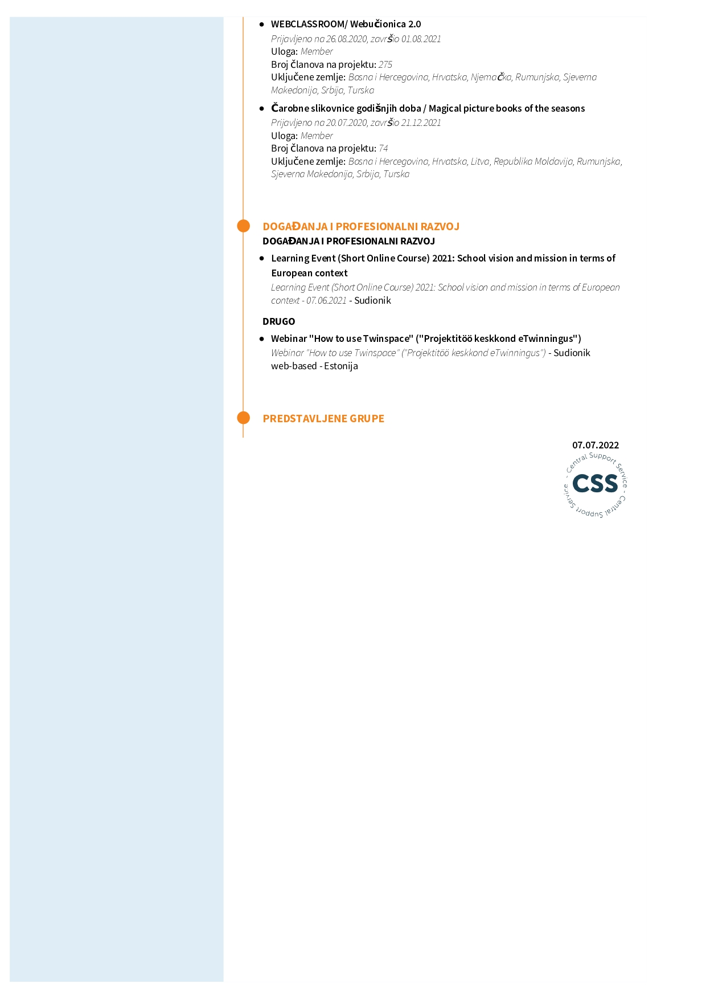 WEBCLASSROOM/ Webučionica 2.0
Prijavljeno na 26.08.2020, završio 01.08.2021
Uloga: Member
Broj članova na projektu: 275
Uključene zemlje: Bosna i Hercegovina, Hrvatska, Njemačka, Rumunjska, Sjeverna
Makedonija, Srbija, Turska
Čarobne slikovnice godišnjih doba / Magical picture books of the seasons
Prijavljeno na 20.07.2020, završio 21.12.2021
Uloga: Member
Broj članova na projektu: 74
Uključene zemlje: Bosna i Hercegovina, Hrvatska, Litva, Republika Moldavija, Rumunjska,
Sjeverna Makedonija, Srbija, Turska
DOGAĐANJA I PROFESIONALNI RAZVOJ
DOGAĐANJA I PROFESIONALNI RAZVOJ
Learning Event (Short Online Course) 2021: School vision and mission in terms of
European context
Learning Event (Short Online Course) 2021: School vision and mission in terms of European
context - 07.06.2021 - Sudionik
DRUGO
Webinar "How to use Twinspace" ("Projektitöö keskkond eTwinningus")
Webinar "How to use Twinspace" ("Projektitöö keskkond eTwinningus") - Sudionik
web-based - Estonija
PREDSTAVLJENE GRUPE
07.07.2022
- Central Support Service - Central Support Service
CSS